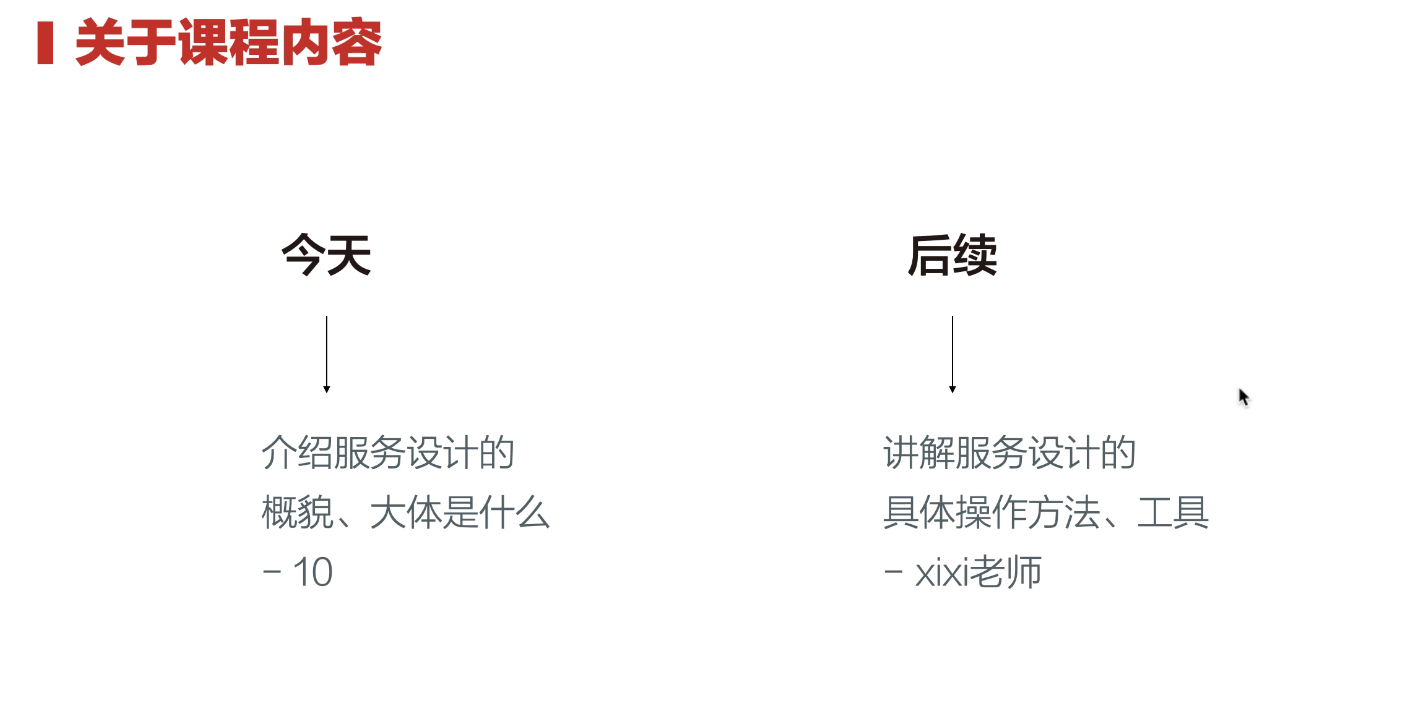 关于课程内容
今天
后续
介绍服务设计的
概貌、大体是什么
- 10
讲解服务设计的
具体操作方法、工具
- xixi老师